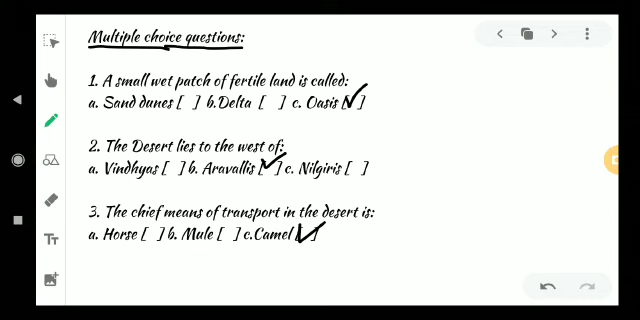 Multiple choice questions:
1. A small wet patch of fertile land is called:
a. Sand dunes [ ] b.Delta [ ] c. Oasis [✓]
2. The Desert lies to the west of:
a. Vindhyas [ ] b. Aravallis [✓] c. Nilgiris [ ]
3. The chief means of transport in the desert is:
a. Horse [ ] b. Mule [ ] c.Camel [✓]